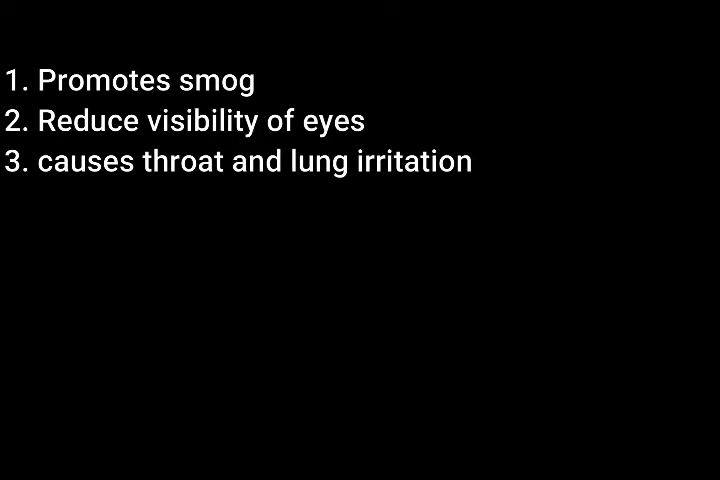 1. Promotes smog
2. Reduce visibility of eyes
3. causes throat and lung irritation